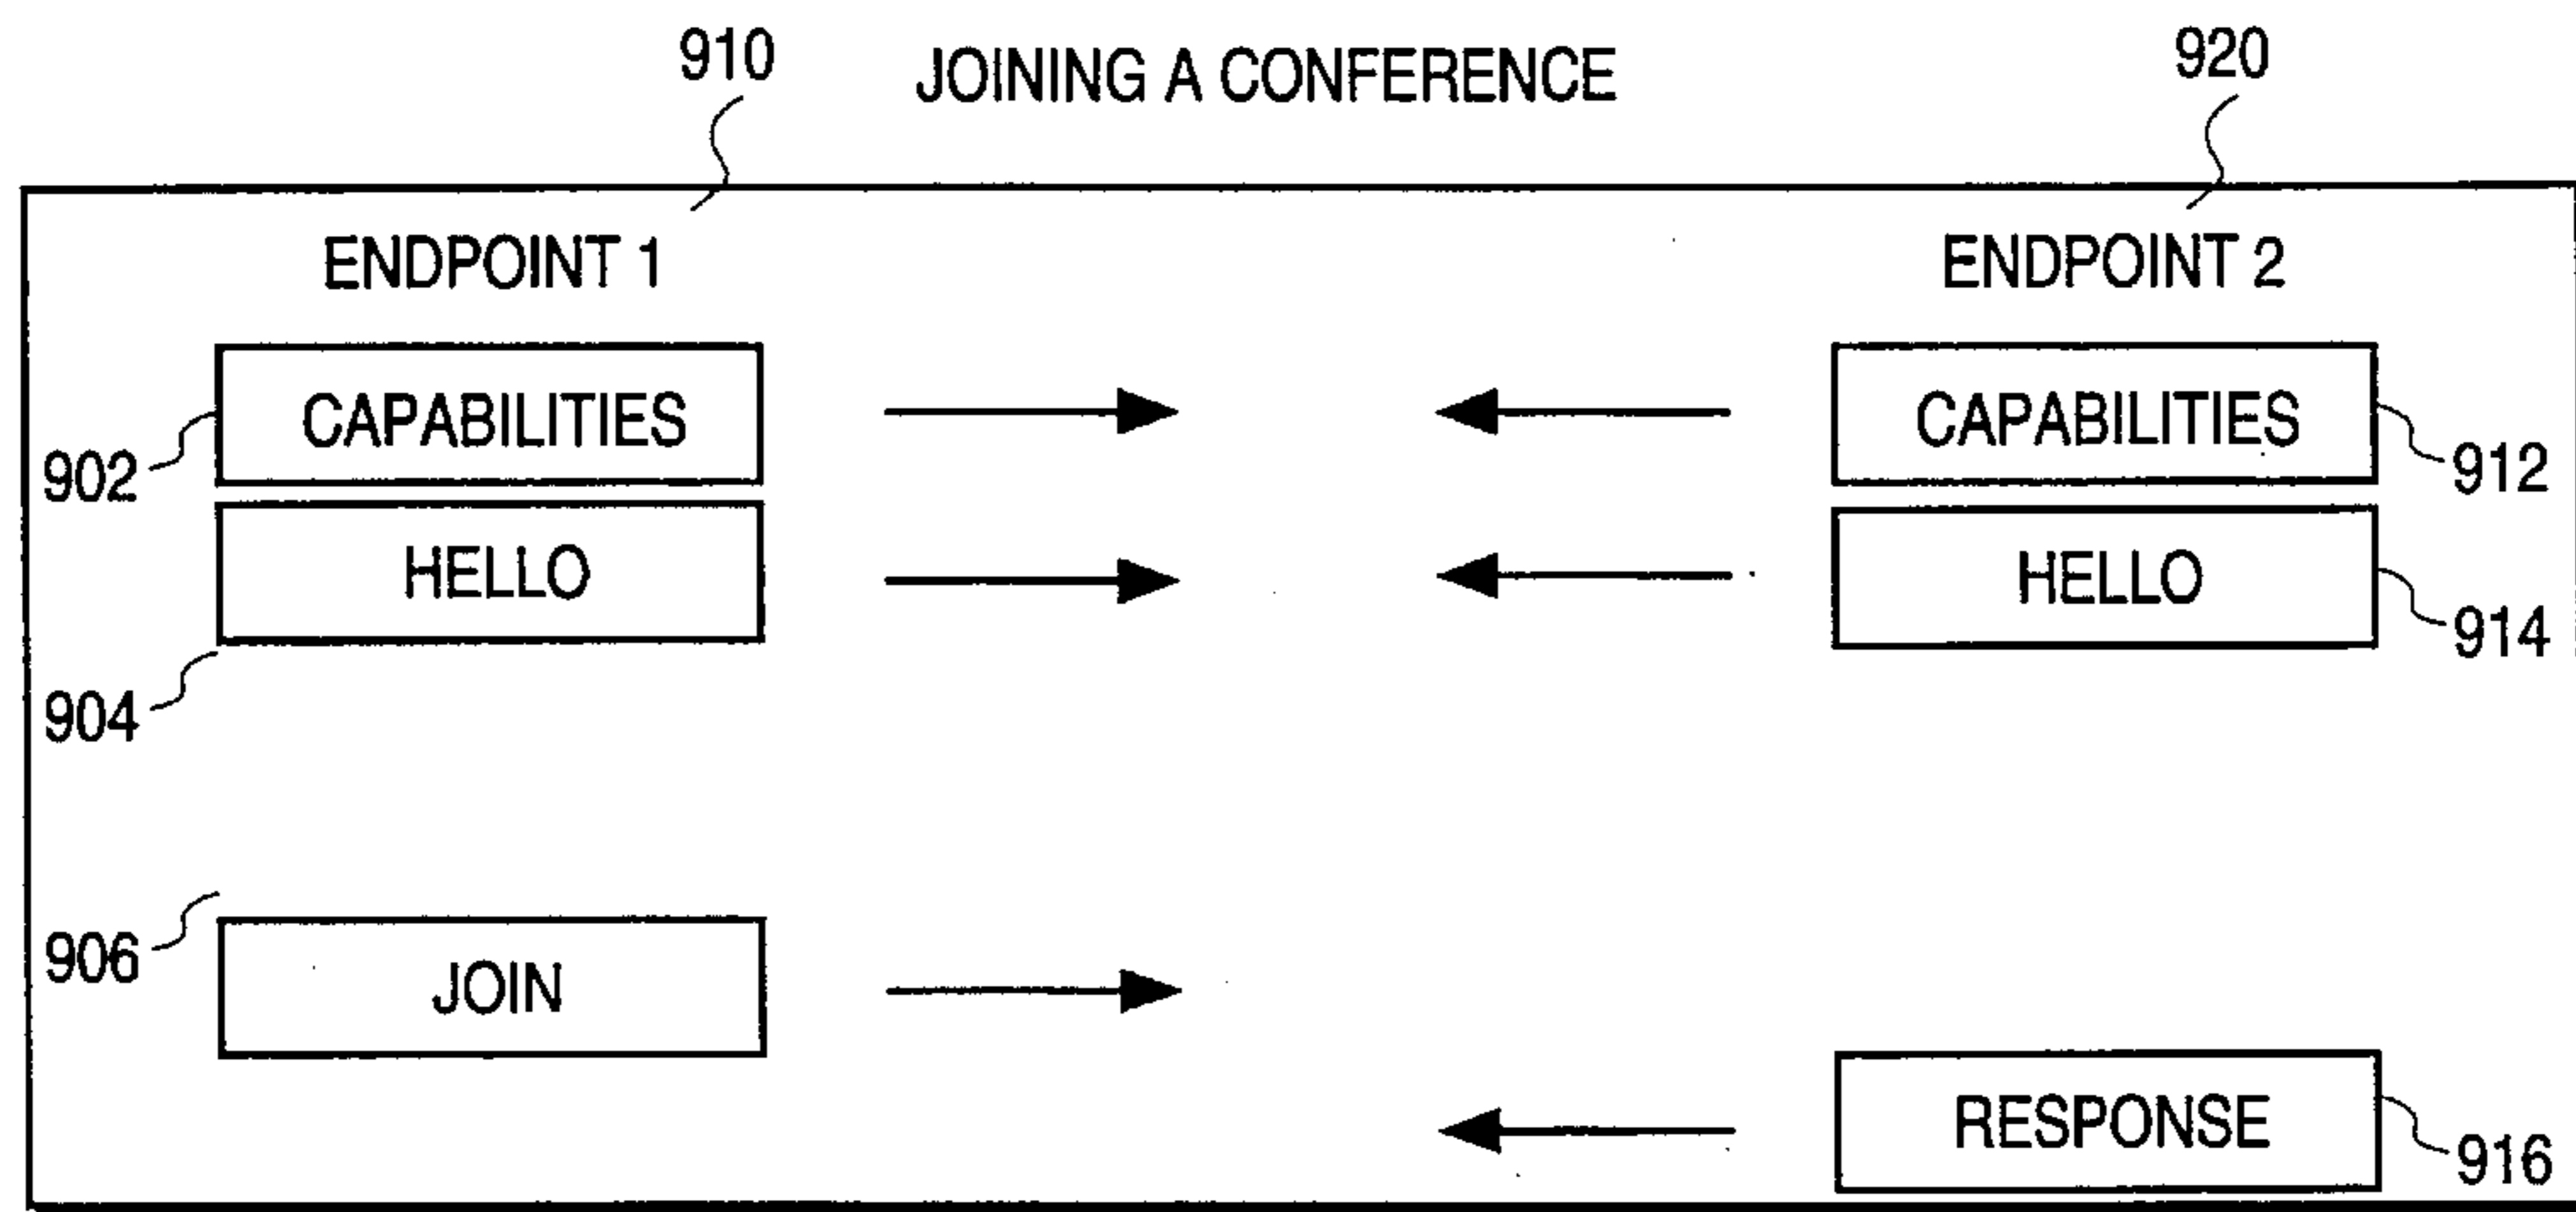 910
JOINING A CONFERENCE
920
ENDPOINT 1
ENDPOINT 2
CAPABILITIES
CAPABILITIES
902
912
HELLO
HELLO
904
914
906
JOIN
RESPONSE
916